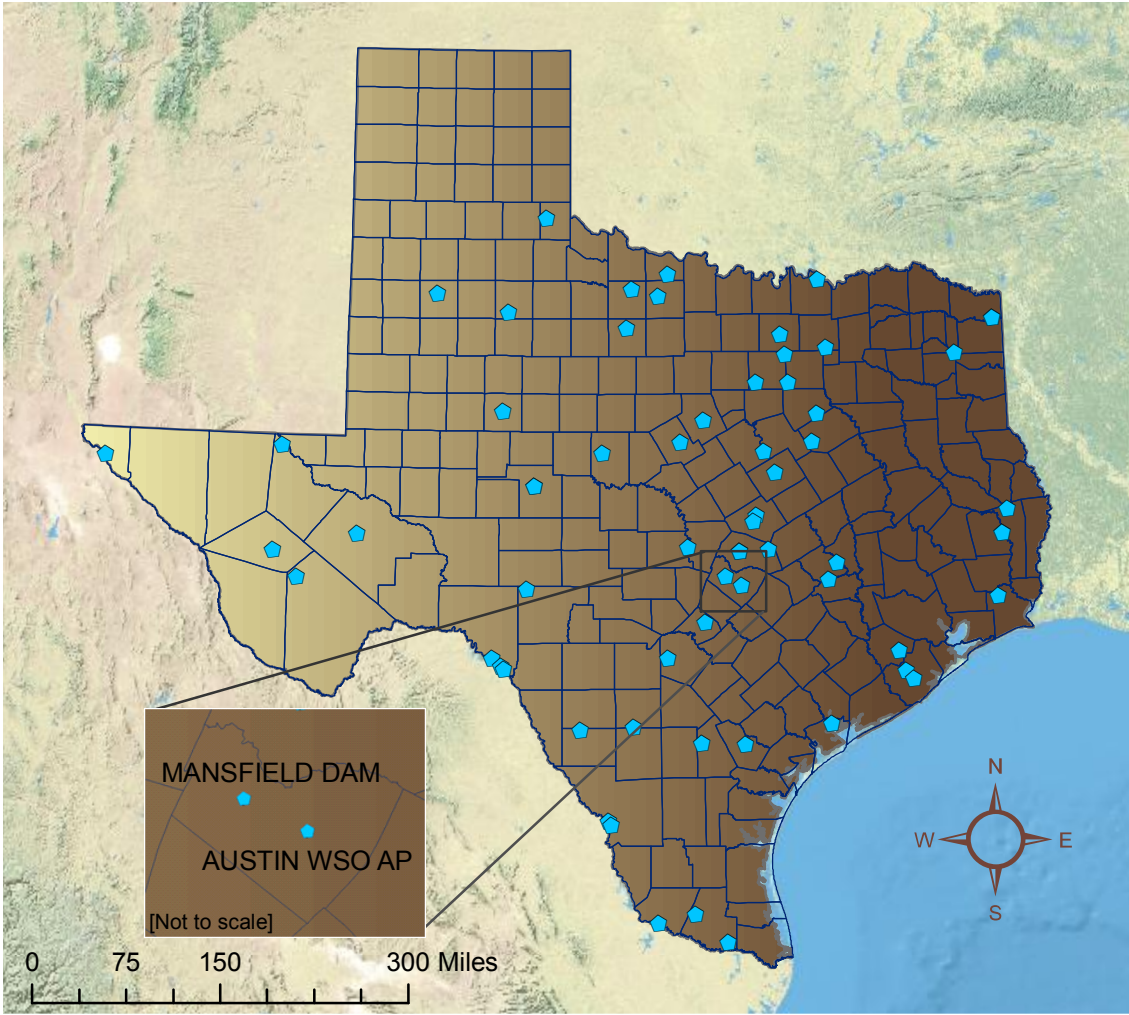 MANSFIELD DAM
AUSTIN WSO AP
[Not to scale]
N
W E
S
0 75 150 300 Miles